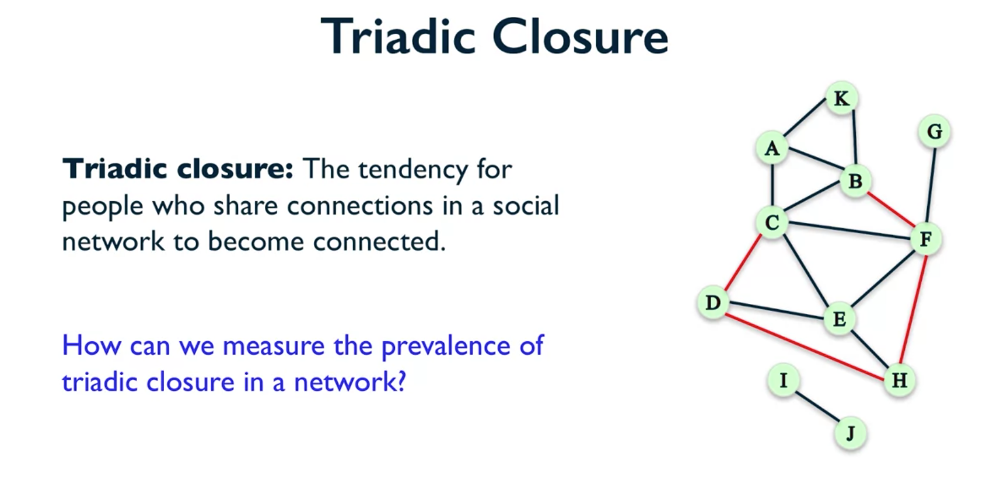 Triadic Closure
Triadic closure: The tendency for
people who share connections in a social
network to become connected.
How can we measure the prevalence of
triadic closure in a network?
K
G
A
B
C
F
D
E
I
H
J